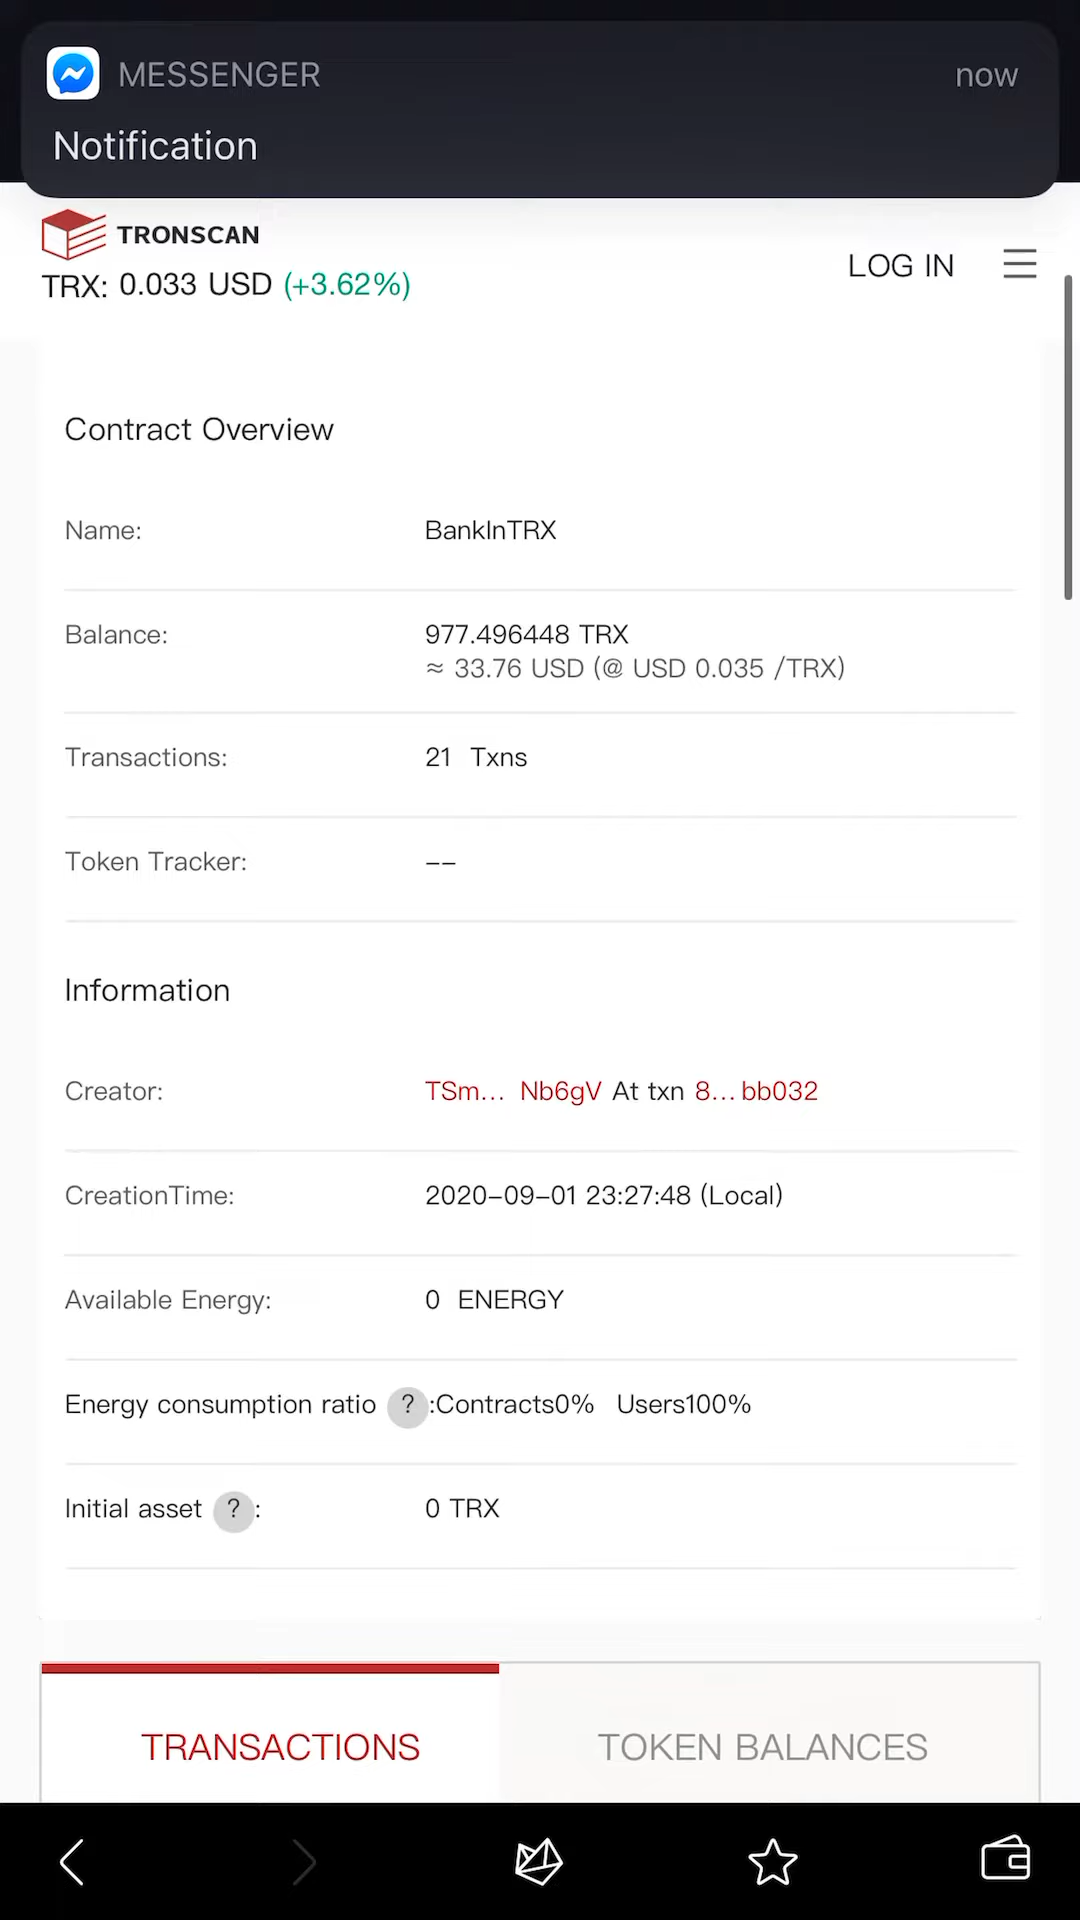 MESSENGER
now
Notification
TRONSCAN
TRX: 0.033 USD (+3.62%)
LOG IN
Contract Overview
Name: BankInTRX
Balance: 977.496448 TRX
≈ 33.76 USD (@ USD 0.035 /TRX)
Transactions: 21 Txns
Token Tracker: --
Information
Creator: TSm... Nb6gV At txn 8...bb032
CreationTime: 2020-09-01 23:27:48 (Local)
Available Energy: 0 ENERGY
Energy consumption ratio ? :Contracts0% Users100%
Initial asset ? : 0 TRX
TRANSACTIONS
TOKEN BALANCES